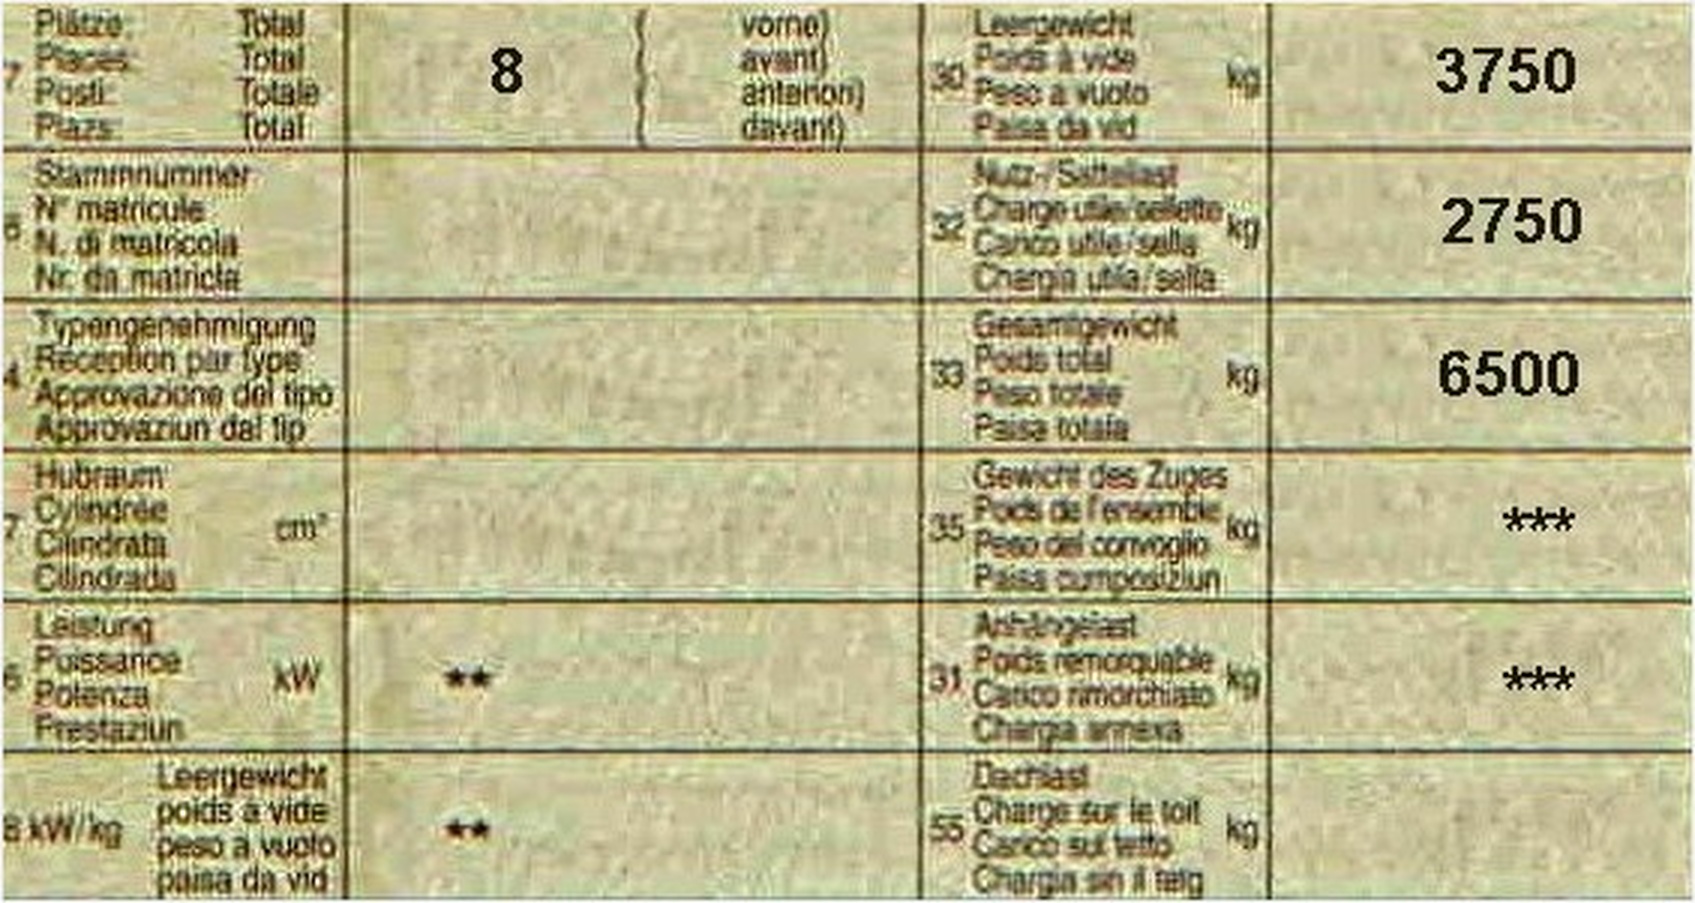 Plätze: Total 8 ( vorne) Leergewicht
Places: Total ( avant) 30 Poids à vide kg 3750
Posti: Totale ( anteriori) Peso a vuoto
Plazs: Total ( davant) Paisa da vid
Stammnummer Nutz-/Sattellast
N° matricule 32 Charge utile/sellette kg 2750
N. di matricola Carico utile/sella
Nr. da matricla Chargia utila/sella
Typengenehmigung Gesamtgewicht
Réception par type 33 Poids total kg 6500
Approvazione del tipo Peso totale
Approvaziun dal tip Paisa totala
Hubraum Gewicht des Zuges
Cylindrée cm³ 35 Poids de l'ensemble kg ***
Cilindrata Peso del convoglio
Cilindrada Paisa cumposiziun
Leistung Anhängelast
Puissance kW ** 31 Poids remorquable kg ***
Potenza Carico rimorchiato
Prestaziun Chargia annexa
Leergewicht Dachlast
poids à vide Charge sur le toit
kW/kg peso a vuoto ** 55 Carico sul tetto kg
paisa da vid Chargia sin il tetg